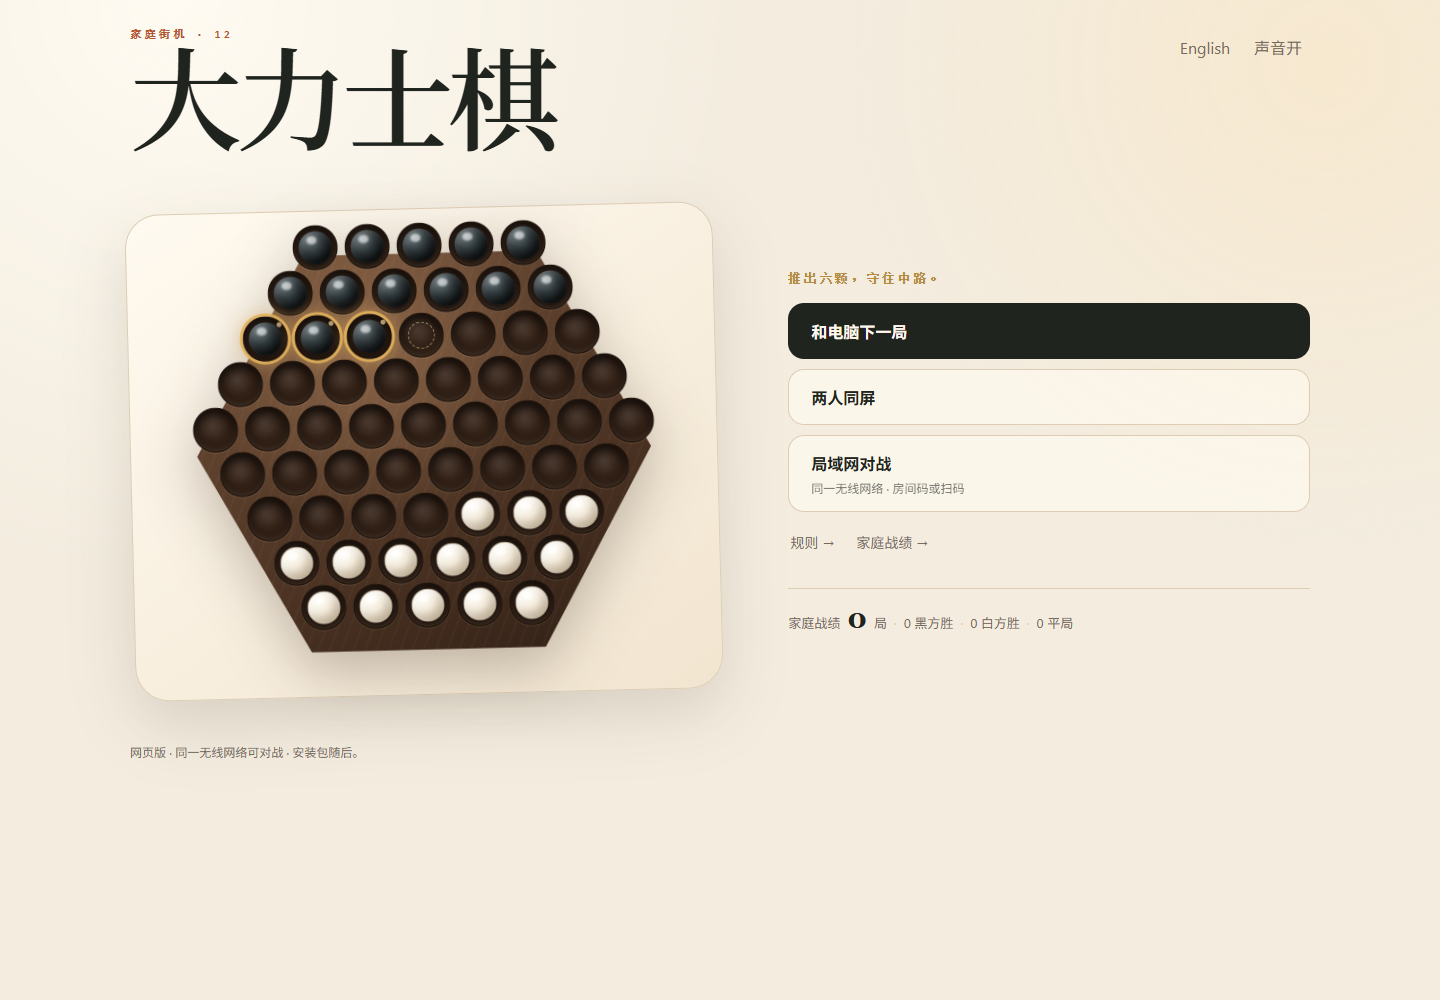 家庭街机 · 12
大力士棋
English 声音开
推出六颗，守住中路。
和电脑下一局
两人同屏
局域网对战
同一无线网络 · 房间码或扫码
规则 → 家庭战绩 →
家庭战绩 0 局 · 0 黑方胜 · 0 白方胜 · 0 平局
网页版 · 同一无线网络可对战 · 安装包随后。